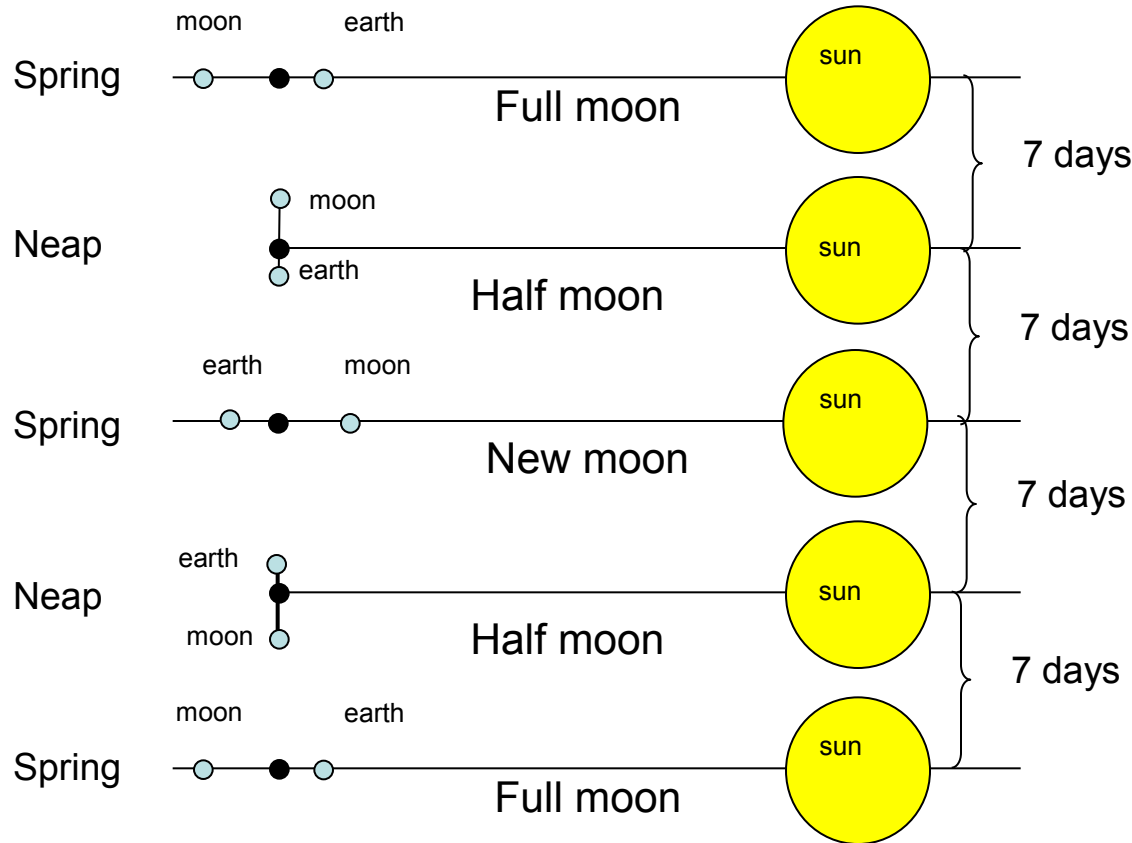 moon earth
Spring sun
Full moon
7 days
moon
Neap sun
earth
Half moon
7 days
earth moon
Spring sun
New moon
7 days
earth
Neap sun
moon
Half moon
7 days
moon earth
Spring sun
Full moon